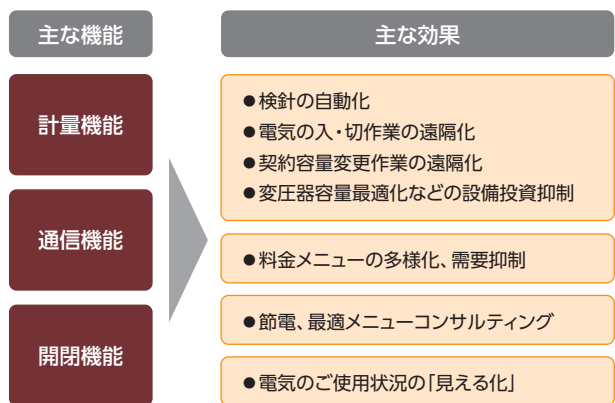 主な機能
主な効果
計量機能
通信機能
開閉機能
●検針の自動化
●電気の入・切作業の遠隔化
●契約容量変更作業の遠隔化
●変圧器容量最適化などの設備投資抑制
●料金メニューの多様化、需要抑制
●節電、最適メニューコンサルティング
●電気のご使用状況の「見える化」